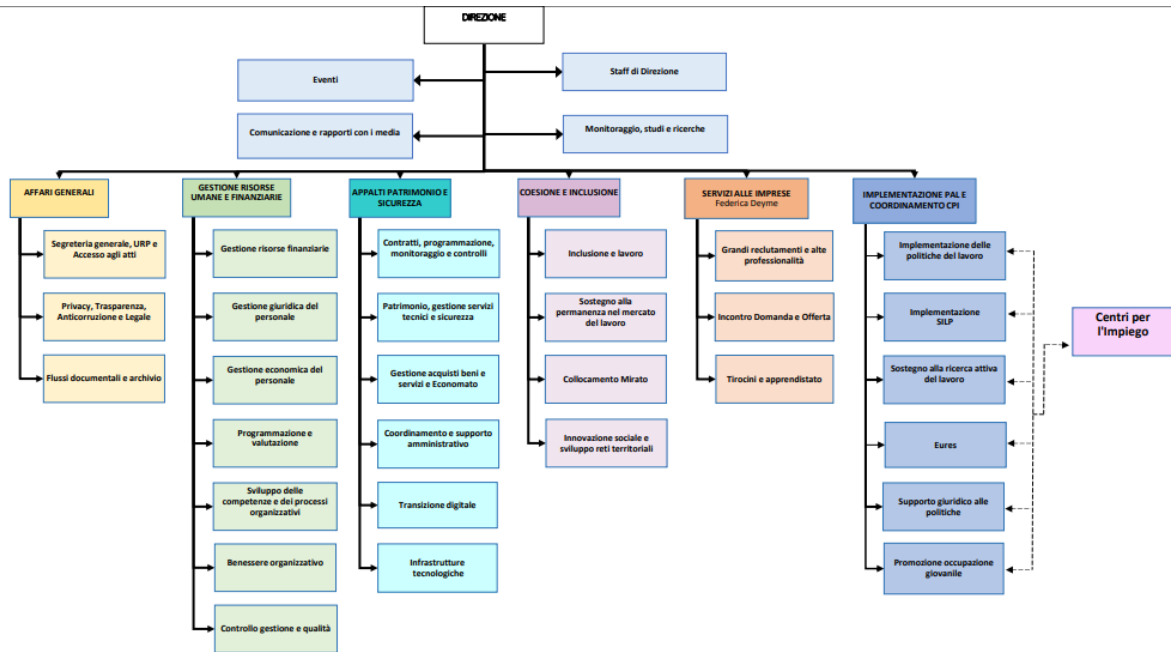 DIREZIONE
Eventi
Staff di Direzione
Comunicazione e rapporti con i media
Monitoraggio, studi e ricerche
AFFARI GENERALI
Segreteria generale, URP e
Accesso agli atti
Privacy, Trasparenza,
Anticorruzione e Legale
Flussi documentali e archivio
GESTIONE RISORSE
UMANE E FINANZIARIE
Gestione risorse finanziarie
Gestione giuridica del
personale
Gestione economica del
personale
Programmazione e
valutazione
Sviluppo delle
competenze e dei processi
organizzativi
Benessere organizzativo
Controllo gestione e qualità
APPALTI PATRIMONIO E
SICUREZZA
Contratti, programmazione,
monitoraggio e controlli
Patrimonio, gestione servizi
tecnici e sicurezza
Gestione acquisti beni e
servizi e Economato
Coordinamento e supporto
amministrativo
Transizione digitale
Infrastrutture
tecnologiche
COESIONE E INCLUSIONE
Inclusione e lavoro
Sostegno alla
permanenza nel mercato
del lavoro
Collocamento Mirato
Innovazione sociale e
sviluppo reti territoriali
SERVIZI ALLE IMPRESE
Federica Deyme
Grandi reclutamenti e alte
professionalità
Incontro Domanda e Offerta
Tirocini e apprendistato
IMPLEMENTAZIONE PAL E
COORDINAMENTO CPI
Implementazione delle
politiche del lavoro
Implementazione
SILP
Sostegno alla ricerca attiva
del lavoro
Eures
Supporto giuridico alle
politiche
Promozione occupazione
giovanile
Centri per
l'Impiego